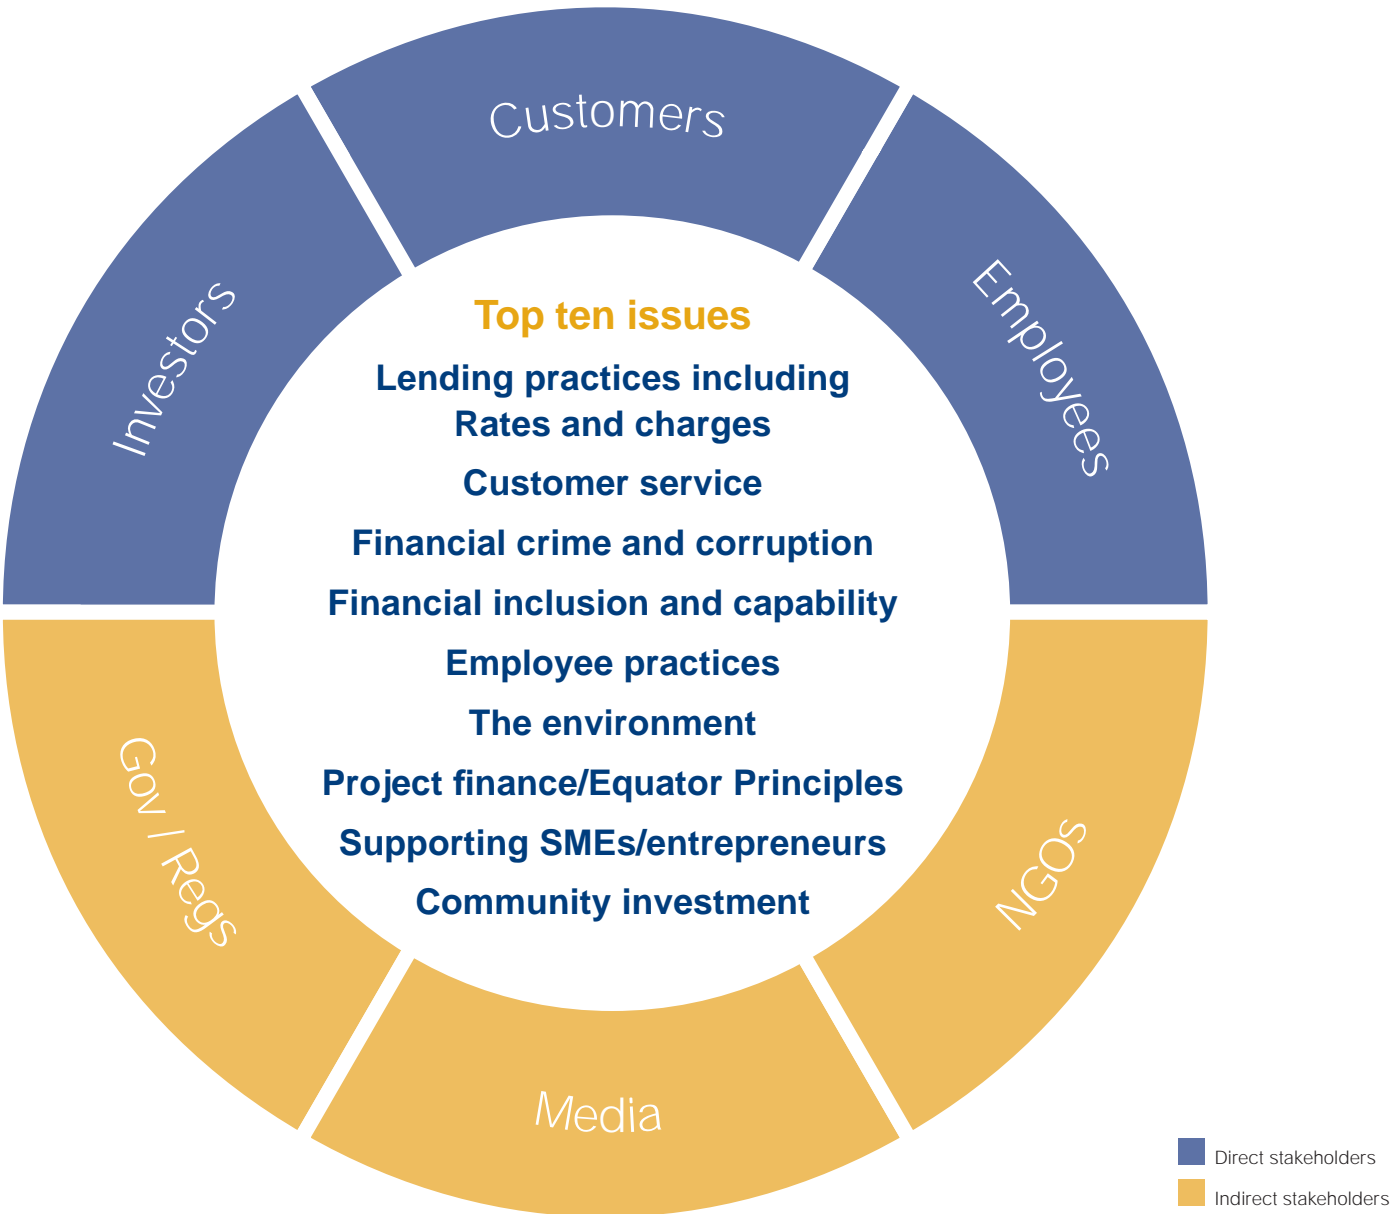 Customers
Investors
Employees
Top ten issues
Lending practices including
Rates and charges
Customer service
Financial crime and corruption
Financial inclusion and capability
Employee practices
The environment
Project finance/Equator Principles
Supporting SMEs/entrepreneurs
Community investment
Gov / Regs
NGOs
Media
Direct stakeholders
Indirect stakeholders